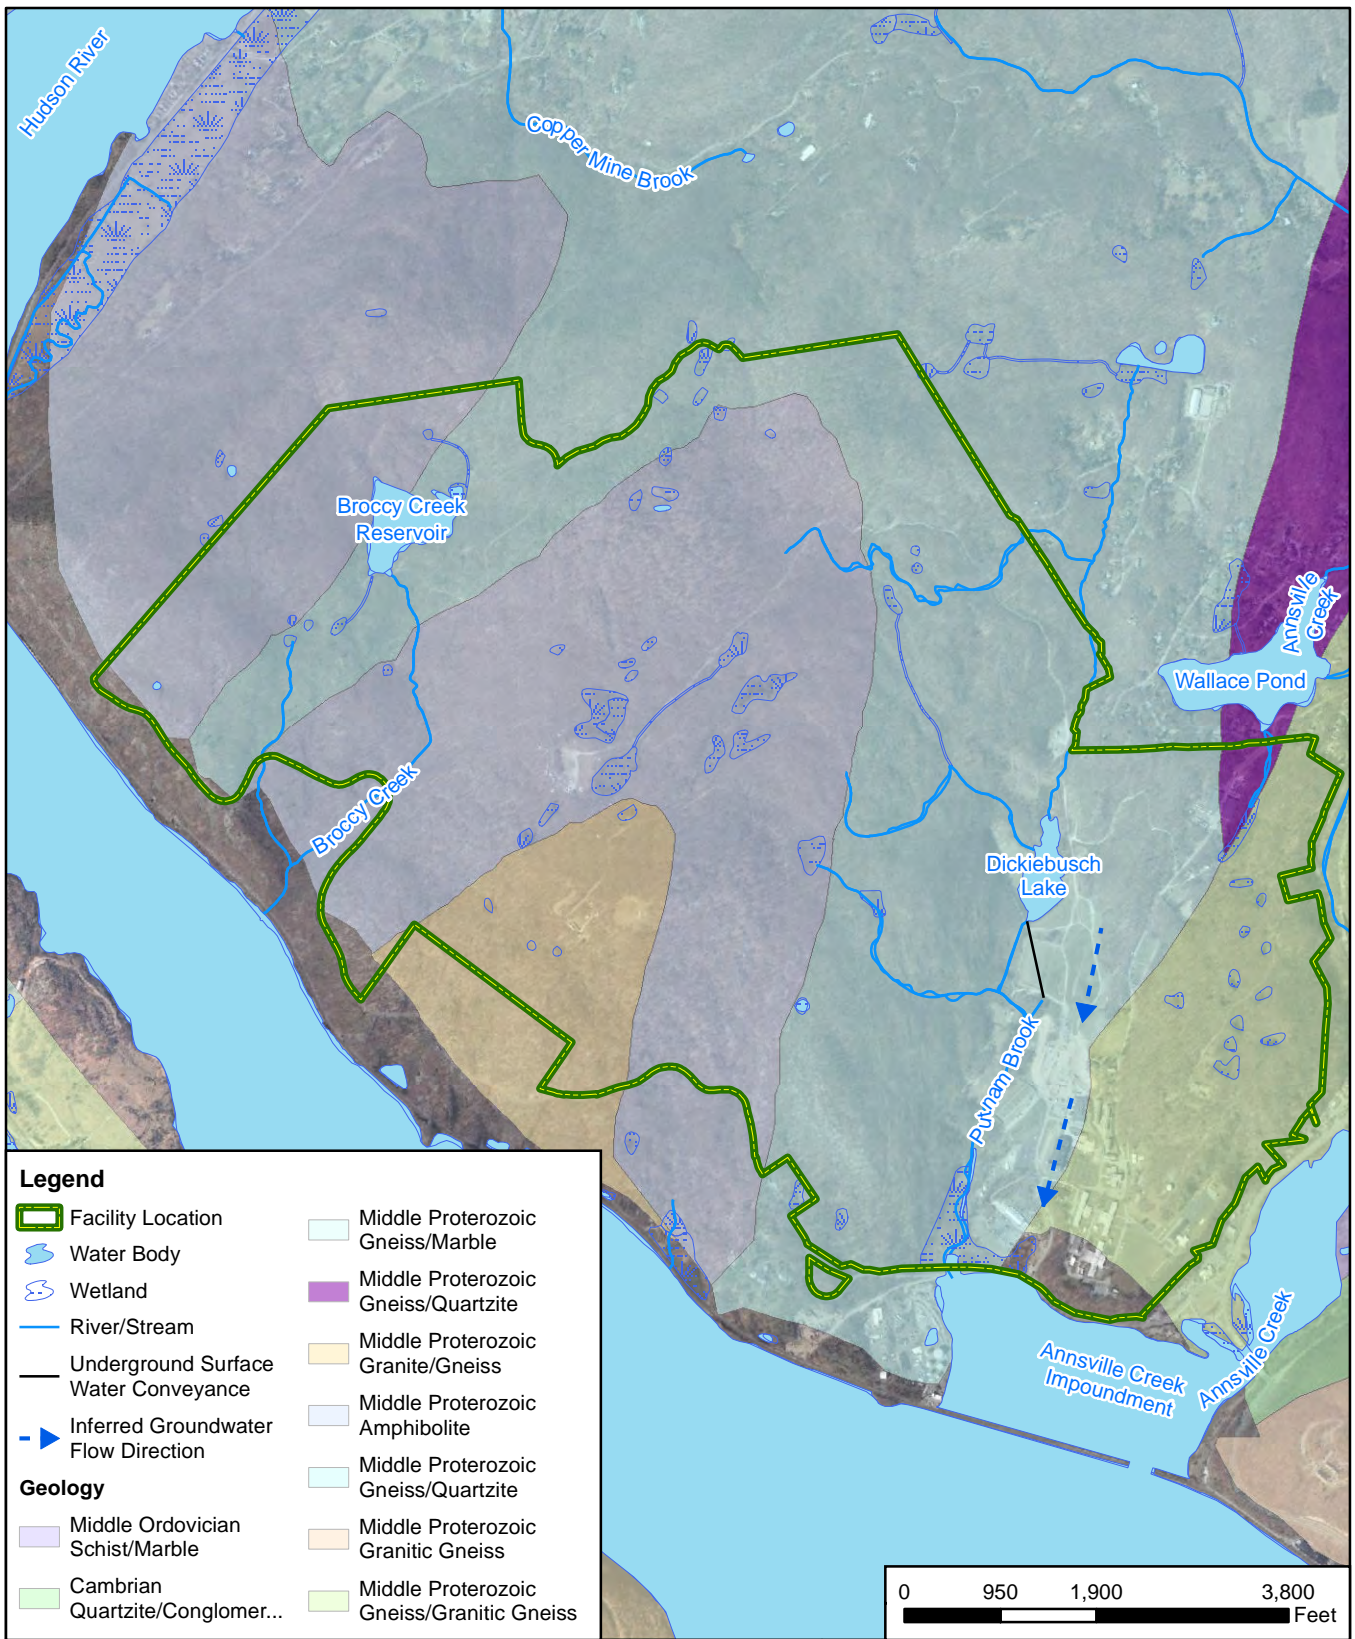 Hudson River
Copper Mine Brook
Broccy Creek
Reservoir
Annsville
Creek
Wallace Pond
Broccy Creek
Dickiebusch
Lake
Putnam Brook
Annsville Creek
Impoundment
Annsville Creek
Legend
Facility Location
Water Body
Wetland
River/Stream
Underground Surface
Water Conveyance
Inferred Groundwater
Flow Direction
Geology
Middle Ordovician
Schist/Marble
Cambrian
Quartzite/Conglomer...
Middle Proterozoic
Gneiss/Marble
Middle Proterozoic
Gneiss/Quartzite
Middle Proterozoic
Granite/Gneiss
Middle Proterozoic
Amphibolite
Middle Proterozoic
Gneiss/Quartzite
Middle Proterozoic
Granitic Gneiss
Middle Proterozoic
Gneiss/Granitic Gneiss
0 950 1,900 3,800
Feet